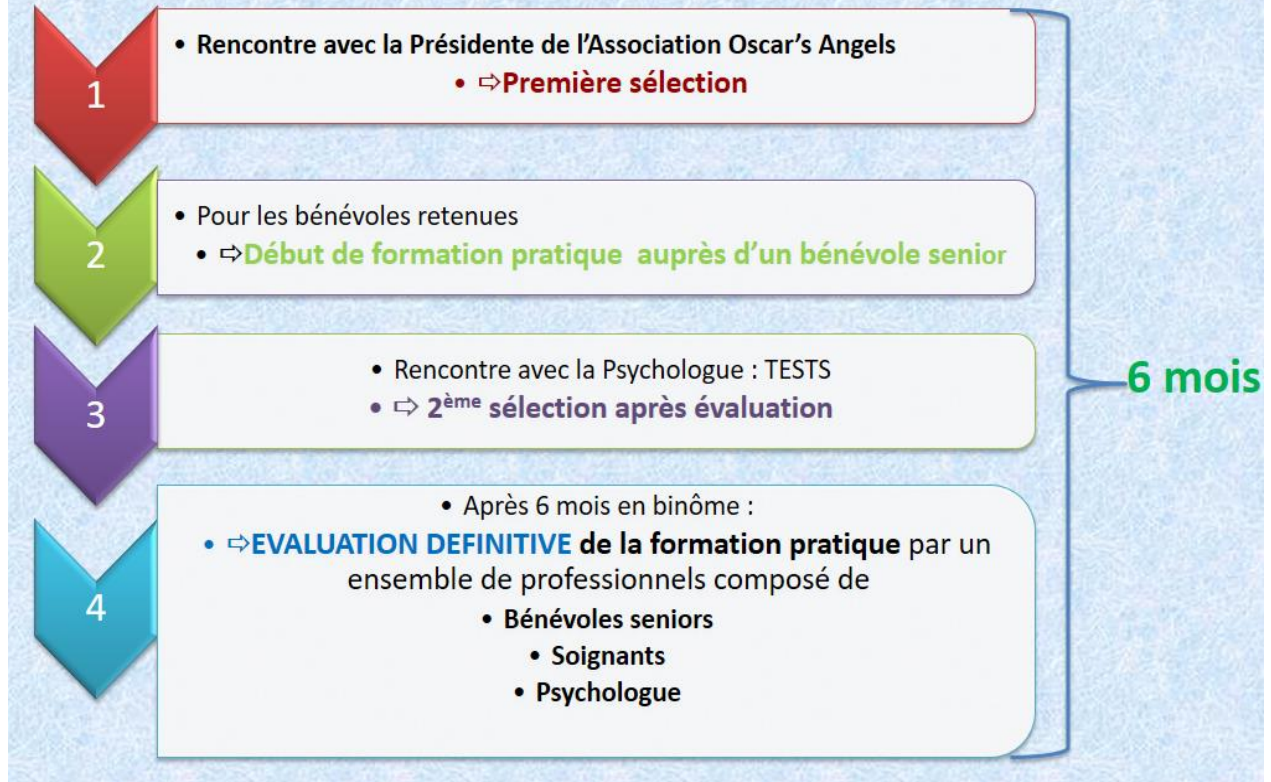 1
• Rencontre avec la Présidente de l'Association Oscar's Angels
• ⇨Première sélection
2
• Pour les bénévoles retenues
• ⇨Début de formation pratique auprès d'un bénévole senior
3
• Rencontre avec la Psychologue : TESTS
• ⇨ 2ème sélection après évaluation
4
• Après 6 mois en binôme :
• ⇨EVALUATION DEFINITIVE de la formation pratique par un
ensemble de professionnels composé de
• Bénévoles seniors
• Soignants
• Psychologue
6 mois